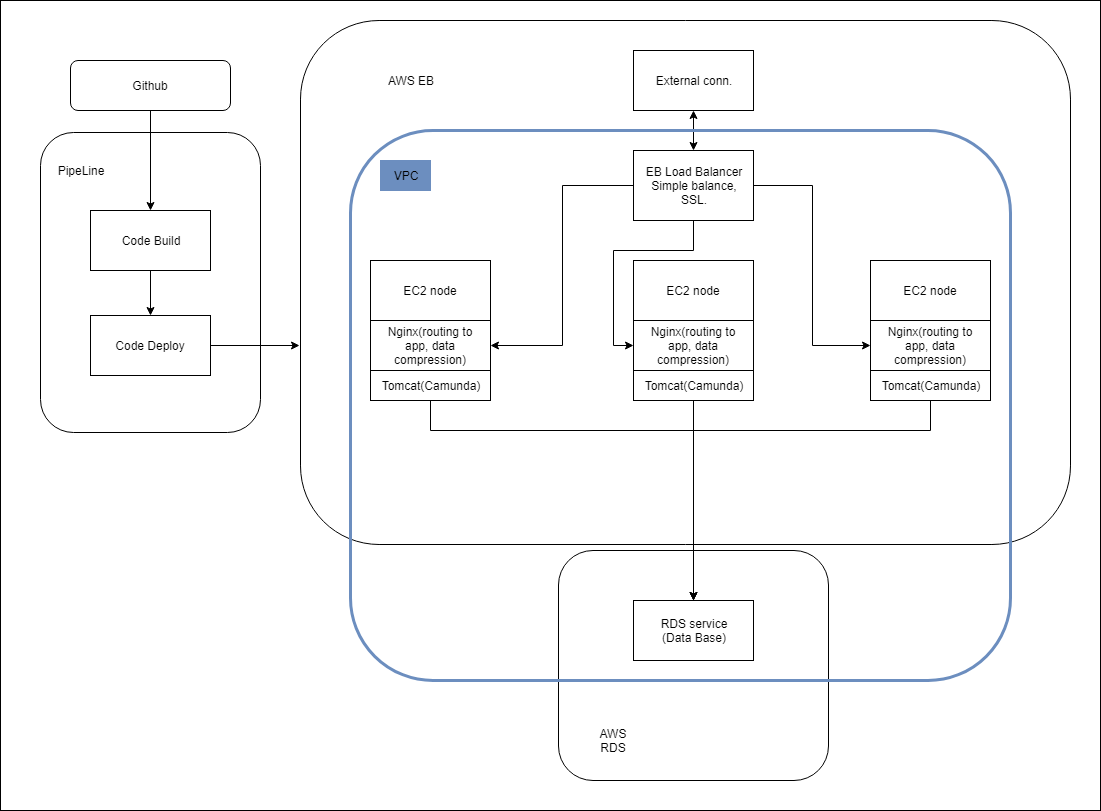 Github
PipeLine
Code Build
Code Deploy
AWS EB
External conn.
VPC
EB Load Balancer
Simple balance,
SSL.
EC2 node
Nginx(routing to
app, data
compression)
Tomcat(Camunda)
EC2 node
Nginx(routing to
app, data
compression)
Tomcat(Camunda)
EC2 node
Nginx(routing to
app, data
compression)
Tomcat(Camunda)
RDS service
(Data Base)
AWS
RDS